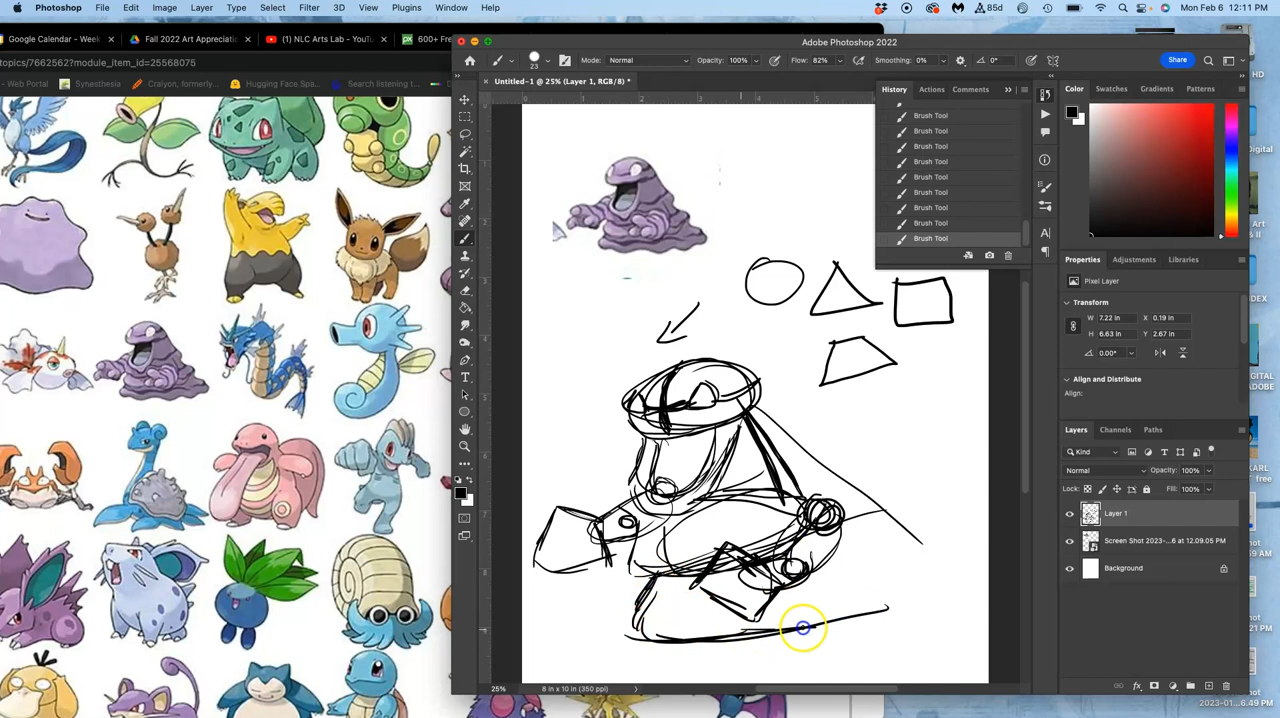 Photoshop File Edit Image Layer Type Select Filter 3D View Plugins Window Help 85d Mon Feb 6 12:11 PM
Google Calendar - Week Fall 2022 Art Appreciation (1) NLC Arts Lab - YouTube 600+ F
Adobe Photoshop 2022
topics/7662562?module_item_id=25568075
23 Mode: Normal Opacity: 100% Flow: 82% Smoothing: 0% 0° Share
Web Portal Synesthesia Craiyon, formerly... Hugging Face Spa... Search listening t
Untitled-1 @ 25% (Layer 1, RGB/8) *
History Actions Comments
Color Swatches Gradients Patterns
Brush Tool
Brush Tool
Brush Tool
Brush Tool
Brush Tool
Brush Tool
Brush Tool
Brush Tool
Brush Tool
Properties Adjustments Libraries
Pixel Layer
Transform
W 7.22 in X 0.19 in
H 6.63 in Y 2.67 in
0.00°
Align and Distribute
Align:
Layers Channels Paths
Kind
Normal Opacity: 100%
Lock: Fill: 100%
Layer 1
Screen Shot 2023-...6 at 12.09.05 PM
Background
25% 8 in x 10 in (350 ppi)